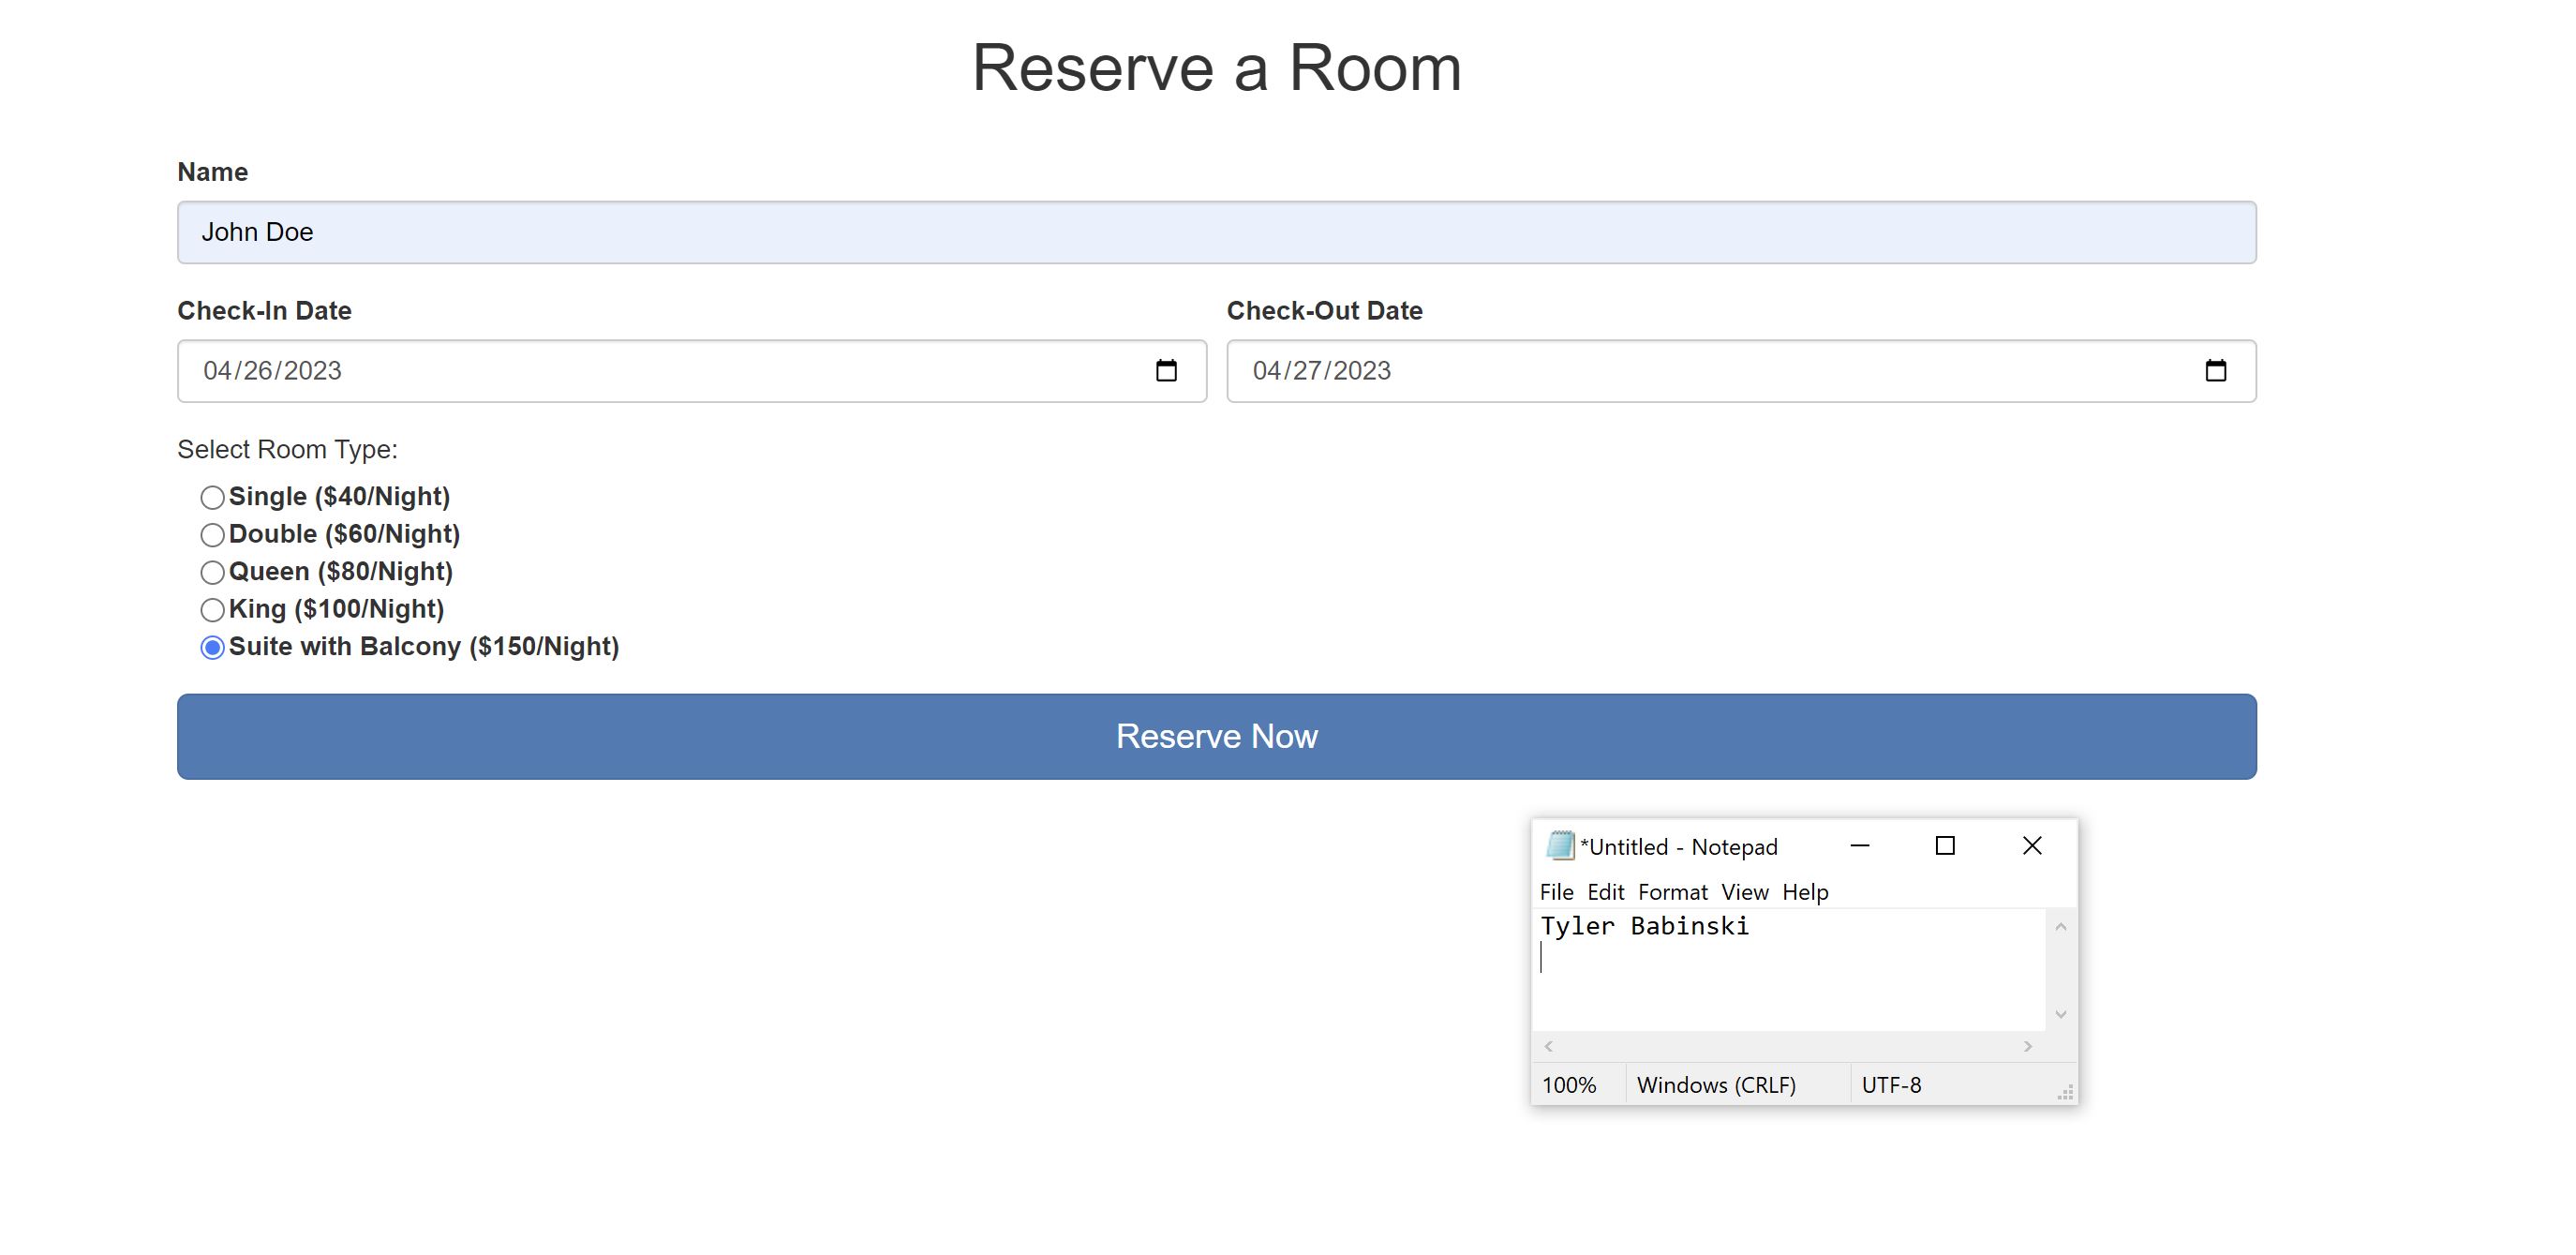 Reserve a Room
Name
John Doe
Check-In Date
Check-Out Date
04/26/2023
04/27/2023
Select Room Type:
Single ($40/Night)
Double ($60/Night)
Queen ($80/Night)
King ($100/Night)
Suite with Balcony ($150/Night)
Reserve Now
*Untitled - Notepad
File Edit Format View Help
Tyler Babinski
100% Windows (CRLF) UTF-8